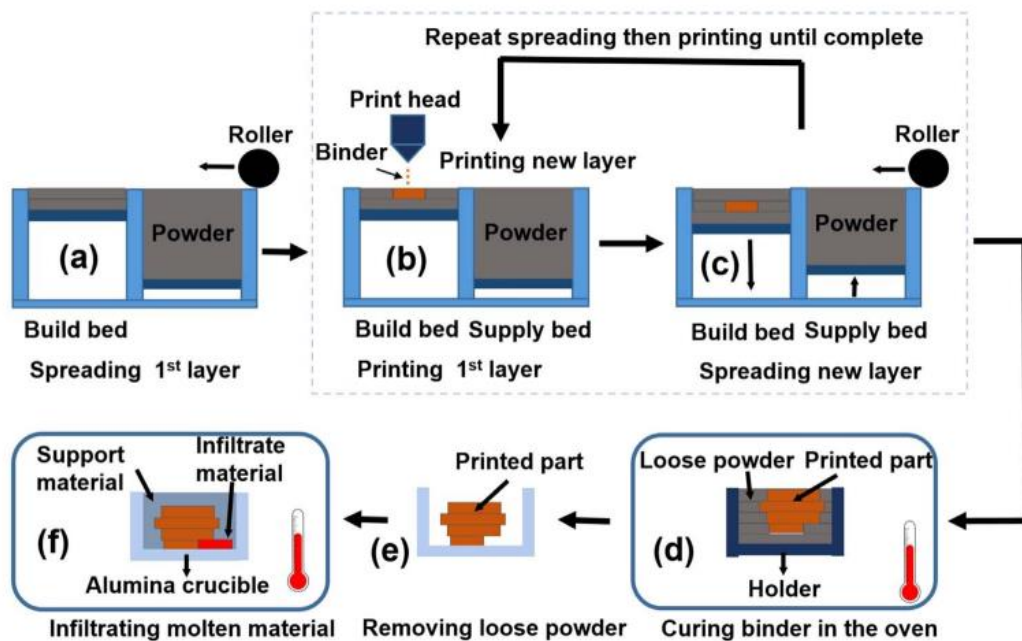 Repeat spreading then printing until complete
Print head
Roller
Binder
Printing new layer
Roller
Powder
(a)
Powder
(b)
Powder
(c)
Build bed
Build bed
Supply bed
Build bed
Supply bed
Spreading 1st layer
Printing 1st layer
Spreading new layer
Support
material
Infiltrate
material
(f)
Alumina crucible
Infiltrating molten material
Printed part
(e)
Removing loose powder
Loose powder
Printed part
(d)
Holder
Curing binder in the oven